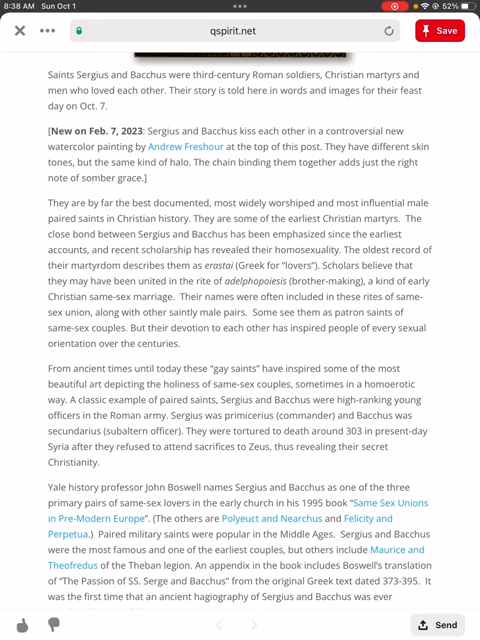 8:38 AM Sun Oct 1
52%
qspirit.net
Save
Saints Sergius and Bacchus were third-century Roman soldiers, Christian martyrs and
men who loved each other. Their story is told here in words and images for their feast
day on Oct. 7.
[New on Feb. 7, 2023: Sergius and Bacchus kiss each other in a controversial new
watercolor painting by Andrew Freshour at the top of this post. They have different skin
tones, but the same kind of halo. The chain binding them together adds just the right
note of somber grace.]
They are by far the best documented, most widely worshiped and most influential male
paired saints in Christian history. They are some of the earliest Christian martyrs. The
close bond between Sergius and Bacchus has been emphasized since the earliest
accounts, and recent scholarship has revealed their homosexuality. The oldest record of
their martyrdom describes them as erastai (Greek for “lovers”). Scholars believe that
they may have been united in the rite of adelphopoiesis (brother-making), a kind of early
Christian same-sex marriage. Their names were often included in these rites of same-
sex union, along with other saintly male pairs. Some see them as patron saints of
same-sex couples. But their devotion to each other has inspired people of every sexual
orientation over the centuries.
From ancient times until today these “gay saints” have inspired some of the most
beautiful art depicting the holiness of same-sex couples, sometimes in a homoerotic
way. A classic example of paired saints, Sergius and Bacchus were high-ranking young
officers in the Roman army. Sergius was primicerius (commander) and Bacchus was
secundarius (subaltern officer). They were tortured to death around 303 in present-day
Syria after they refused to attend sacrifices to Zeus, thus revealing their secret
Christianity.
Yale history professor John Boswell names Sergius and Bacchus as one of the three
primary pairs of same-sex lovers in the early church in his 1995 book “Same Sex Unions
in Pre-Modern Europe”. (The others are Polyeuct and Nearchus and Felicity and
Perpetua.) Paired military saints were popular in the Middle Ages. Sergius and Bacchus
were the most famous and one of the earliest couples, but others include Maurice and
Theofredus of the Theban legion. An appendix in the book includes Boswell’s translation
of “The Passion of SS. Serge and Bacchus” from the original Greek text dated 373-395. It
was the first time that an ancient hagiography of Sergius and Bacchus was ever
Send